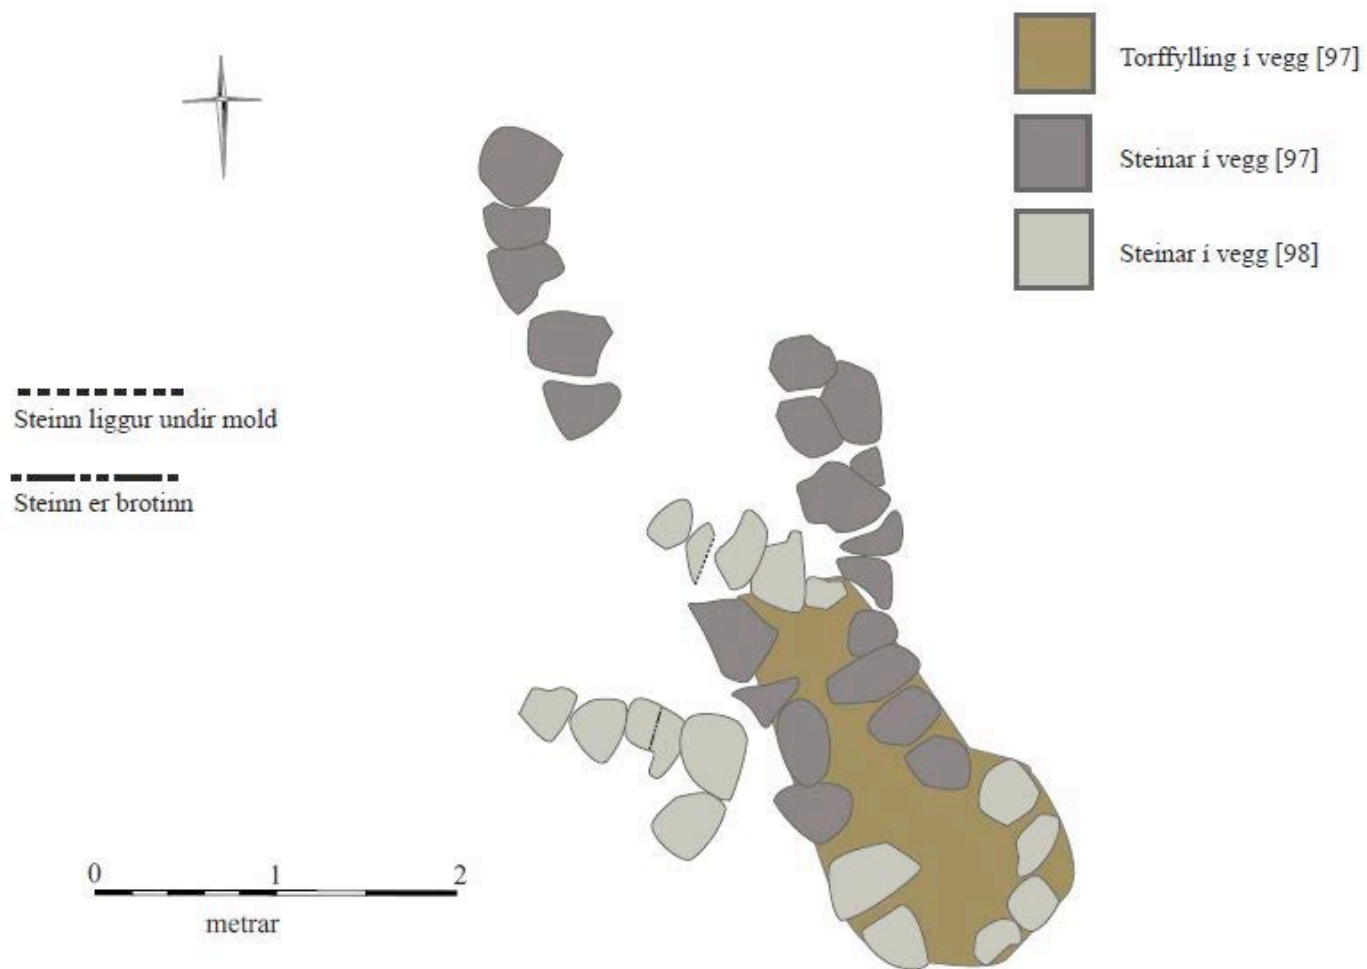 Torffylling í vegg [97]
Steinar í vegg [97]
Steinar í vegg [98]
Steinn liggur undir mold
Steinn er brotinn
0 1 2
metrar